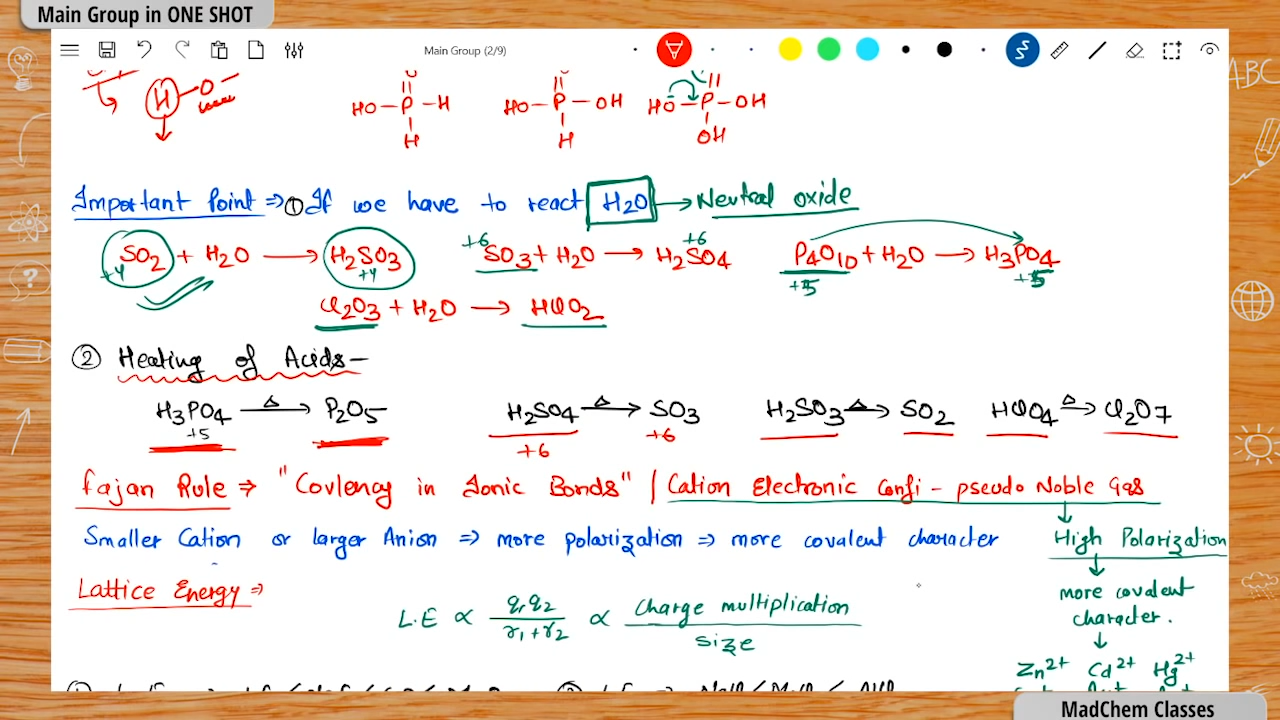 Main Group in ONE SHOT
Main Group (2/9)
H-O-
HO-P-H
H
HO-P-OH
H
HO-P-OH
OH
Important Point ⇒ ① If we have to react H2O → Neutral oxide
SO2 + H2O → H2SO3 SO3 + H2O → H2SO4 P4O10 + H2O → H3PO4
+4 +4 +6 +6 +5 +5
Cl2O3 + H2O → HClO2
② Heating of Acids-
H3PO4 →Δ P2O5 H2SO4 →Δ SO3 H2SO3 →Δ SO2 HClO4 →Δ Cl2O7
+5 +6 +6
Fajan Rule ⇒ "Covlency in Ionic Bonds" / Cation Electronic Confi - pseudo Noble Gas
Smaller Cation or larger Anion ⇒ more polarization ⇒ more covalent character
↓
High Polarization
↓
more covalent
character.
↓
Zn2+ Cd2+ Hg2+
Lattice Energy ⇒
L.E ∝ q1q2 / r1+r2 ∝ Charge multiplication / size
MadChem Classes
ABC